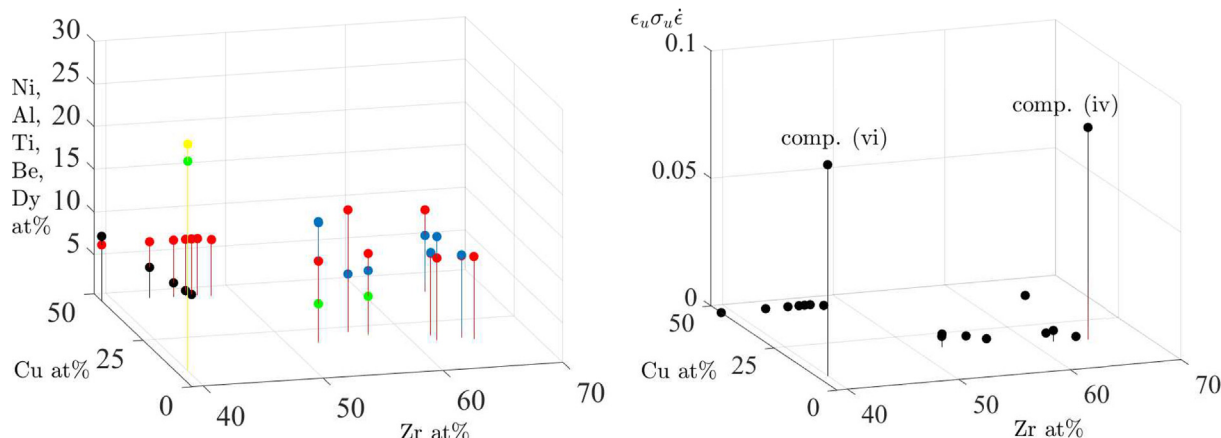 30
25
20
15
10
5
Ni,
Al,
Ti,
Be,
Dy
at%
50
25
0
Cu at%
40
50
60
70
Zr at%
ϵᵤσᵤϵ̇
0.1
0.05
0
comp. (vi)
comp. (iv)
50
25
0
Cu at%
40
50
60
70
Zr at%